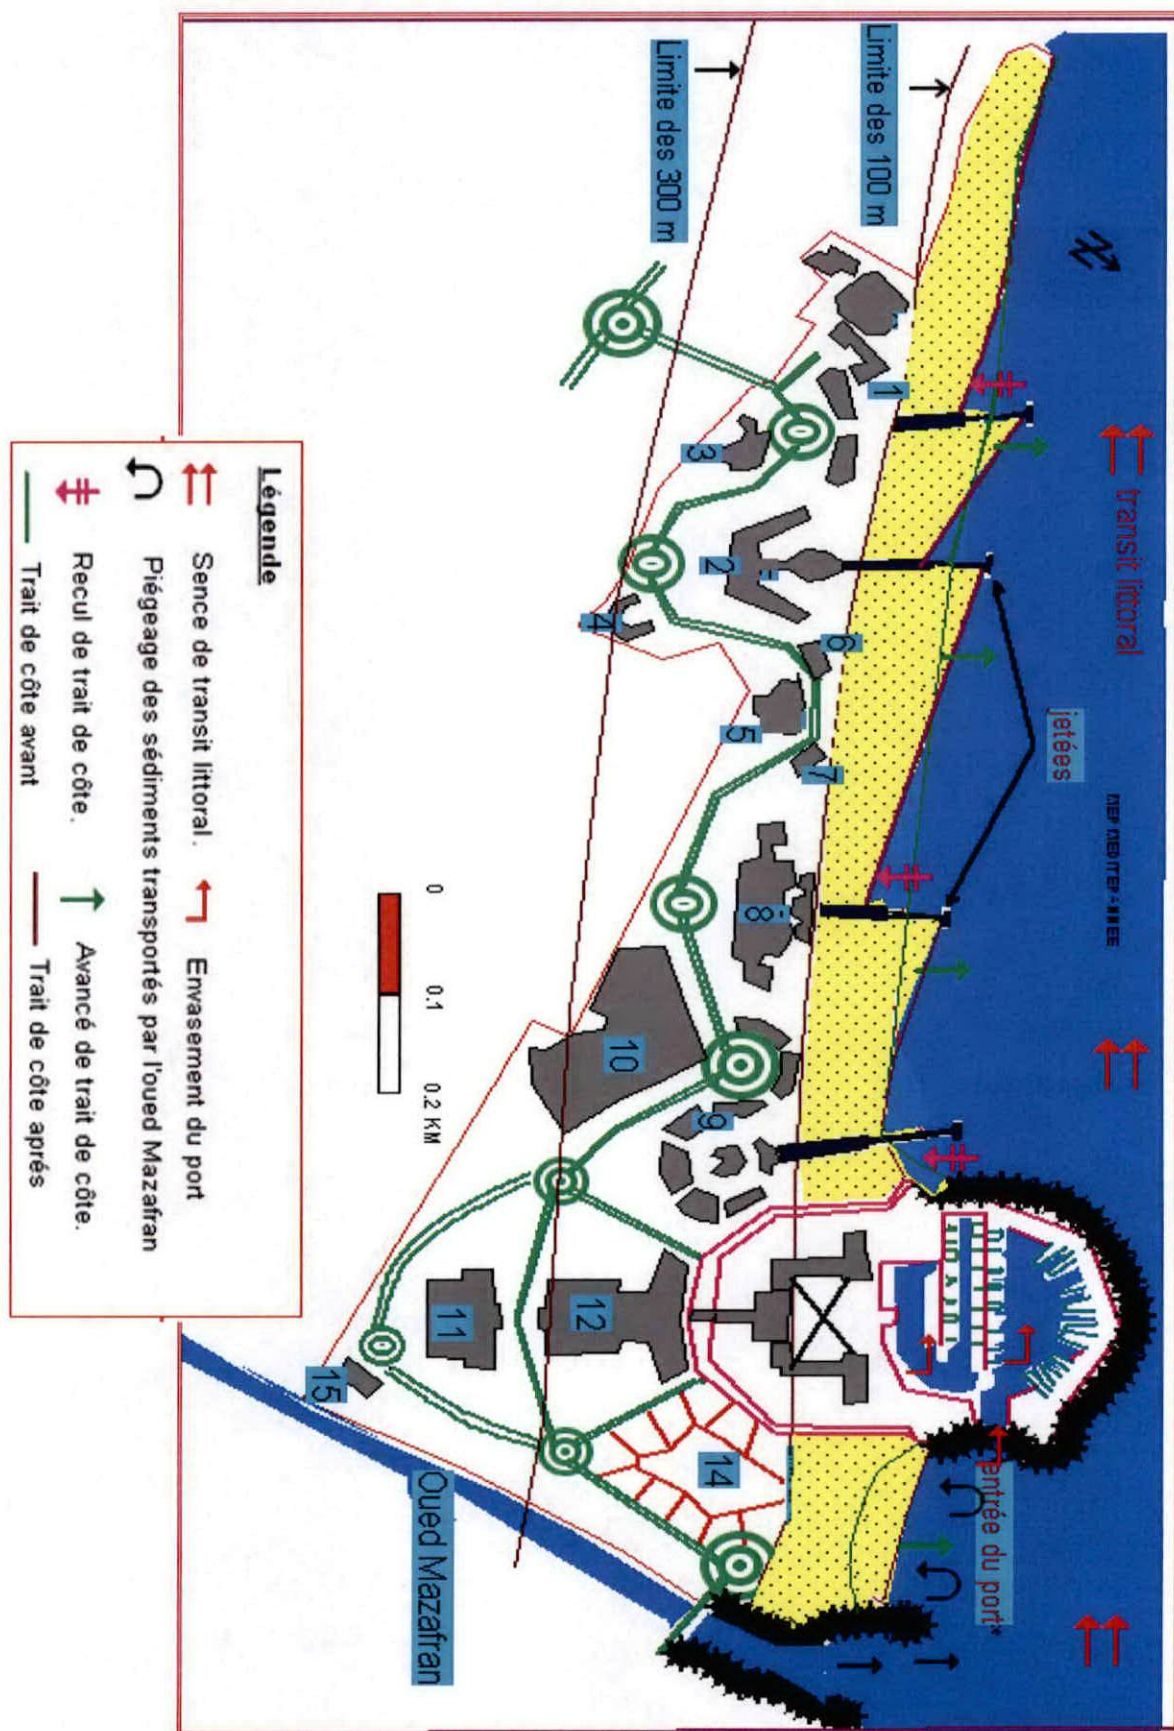 Limite des 300 m
Limite des 100 m
transit littoral
jetées
MER MEDITERANNEE
entrée du port*
1
2
3
4
5
6
7
8
9
10
11
12
14
15
Oued Mazafran
0
0.1
0.2 KM
Légende
Sence de transit littoral.
Envasement du port
Piégeage des sédiments transportés par l'oued Mazafran
Recul de trait de côte.
Avancé de trait de côte.
Trait de côte avant
Trait de côte aprés